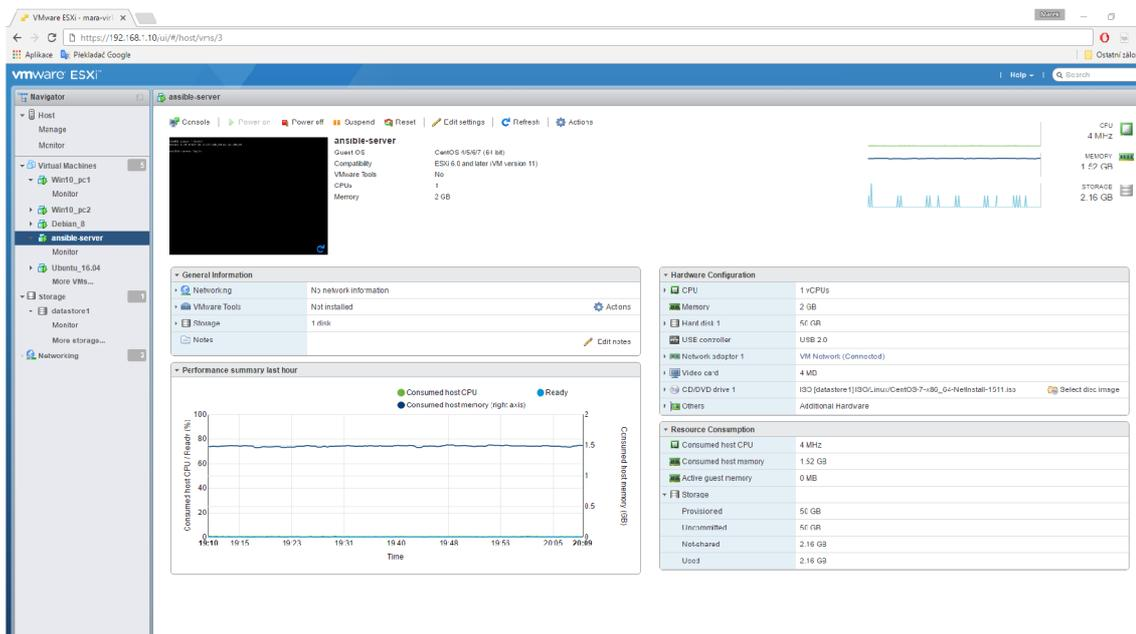 VMware ESXi - mara-vir
Marek
https://192.168.1.10/ui/#/host/vms/3
Aplikace Překladač Google
Ostatní zálo
vmware ESXi™
Help
Search
Navigator
Host
Manage
Monitor
Virtual Machines 5
Win10_pc1
Monitor
Win10_pc2
Debian_8
ansible-server
Monitor
Ubuntu_16.04
More VMs...
Storage 1
datastore1
Monitor
More storage...
Networking
ansible-server
Console Power on Power off Suspend Reset Edit settings Refresh Actions
ansible-server
Guest OS CentOS 4/5/6/7 (64 bit)
Compatibility ESXi 6.0 and later (VM version 11)
VMware Tools No
CPUs 1
Memory 2 GB
CPU
4 MHz
MEMORY
1.52 GB
STORAGE
2.16 GB
General Information
Networking No network information
VMware Tools Not installed Actions
Storage 1 disk
Notes Edit notes
Performance summary last hour
Consumed host CPU Ready
Consumed host memory (right axis)
Consumed host CPU / Ready (%)
100
80
60
40
20
0
2
1.5
1
0.5
0
Consumed host memory (GB)
19:10 19:15 19:23 19:31 19:40 19:48 19:53 20:05 20:09
Time
Hardware Configuration
CPU 1 vCPUs
Memory 2 GB
Hard disk 1 50 GB
USB controller USB 2.0
Network adaptor 1 VM Network (Connected)
Video card 4 MB
CD/DVD drive 1 ISO [datastore1] ISO/Linux/CentOS-7-x86_64-NetInstall-1511.iso Select disc image
Others Additional Hardware
Resource Consumption
Consumed host CPU 4 MHz
Consumed host memory 1.52 GB
Active guest memory 0 MB
Storage
Provisioned 50 GB
Uncommitted 50 GB
Not-shared 2.16 GB
Used 2.16 GB